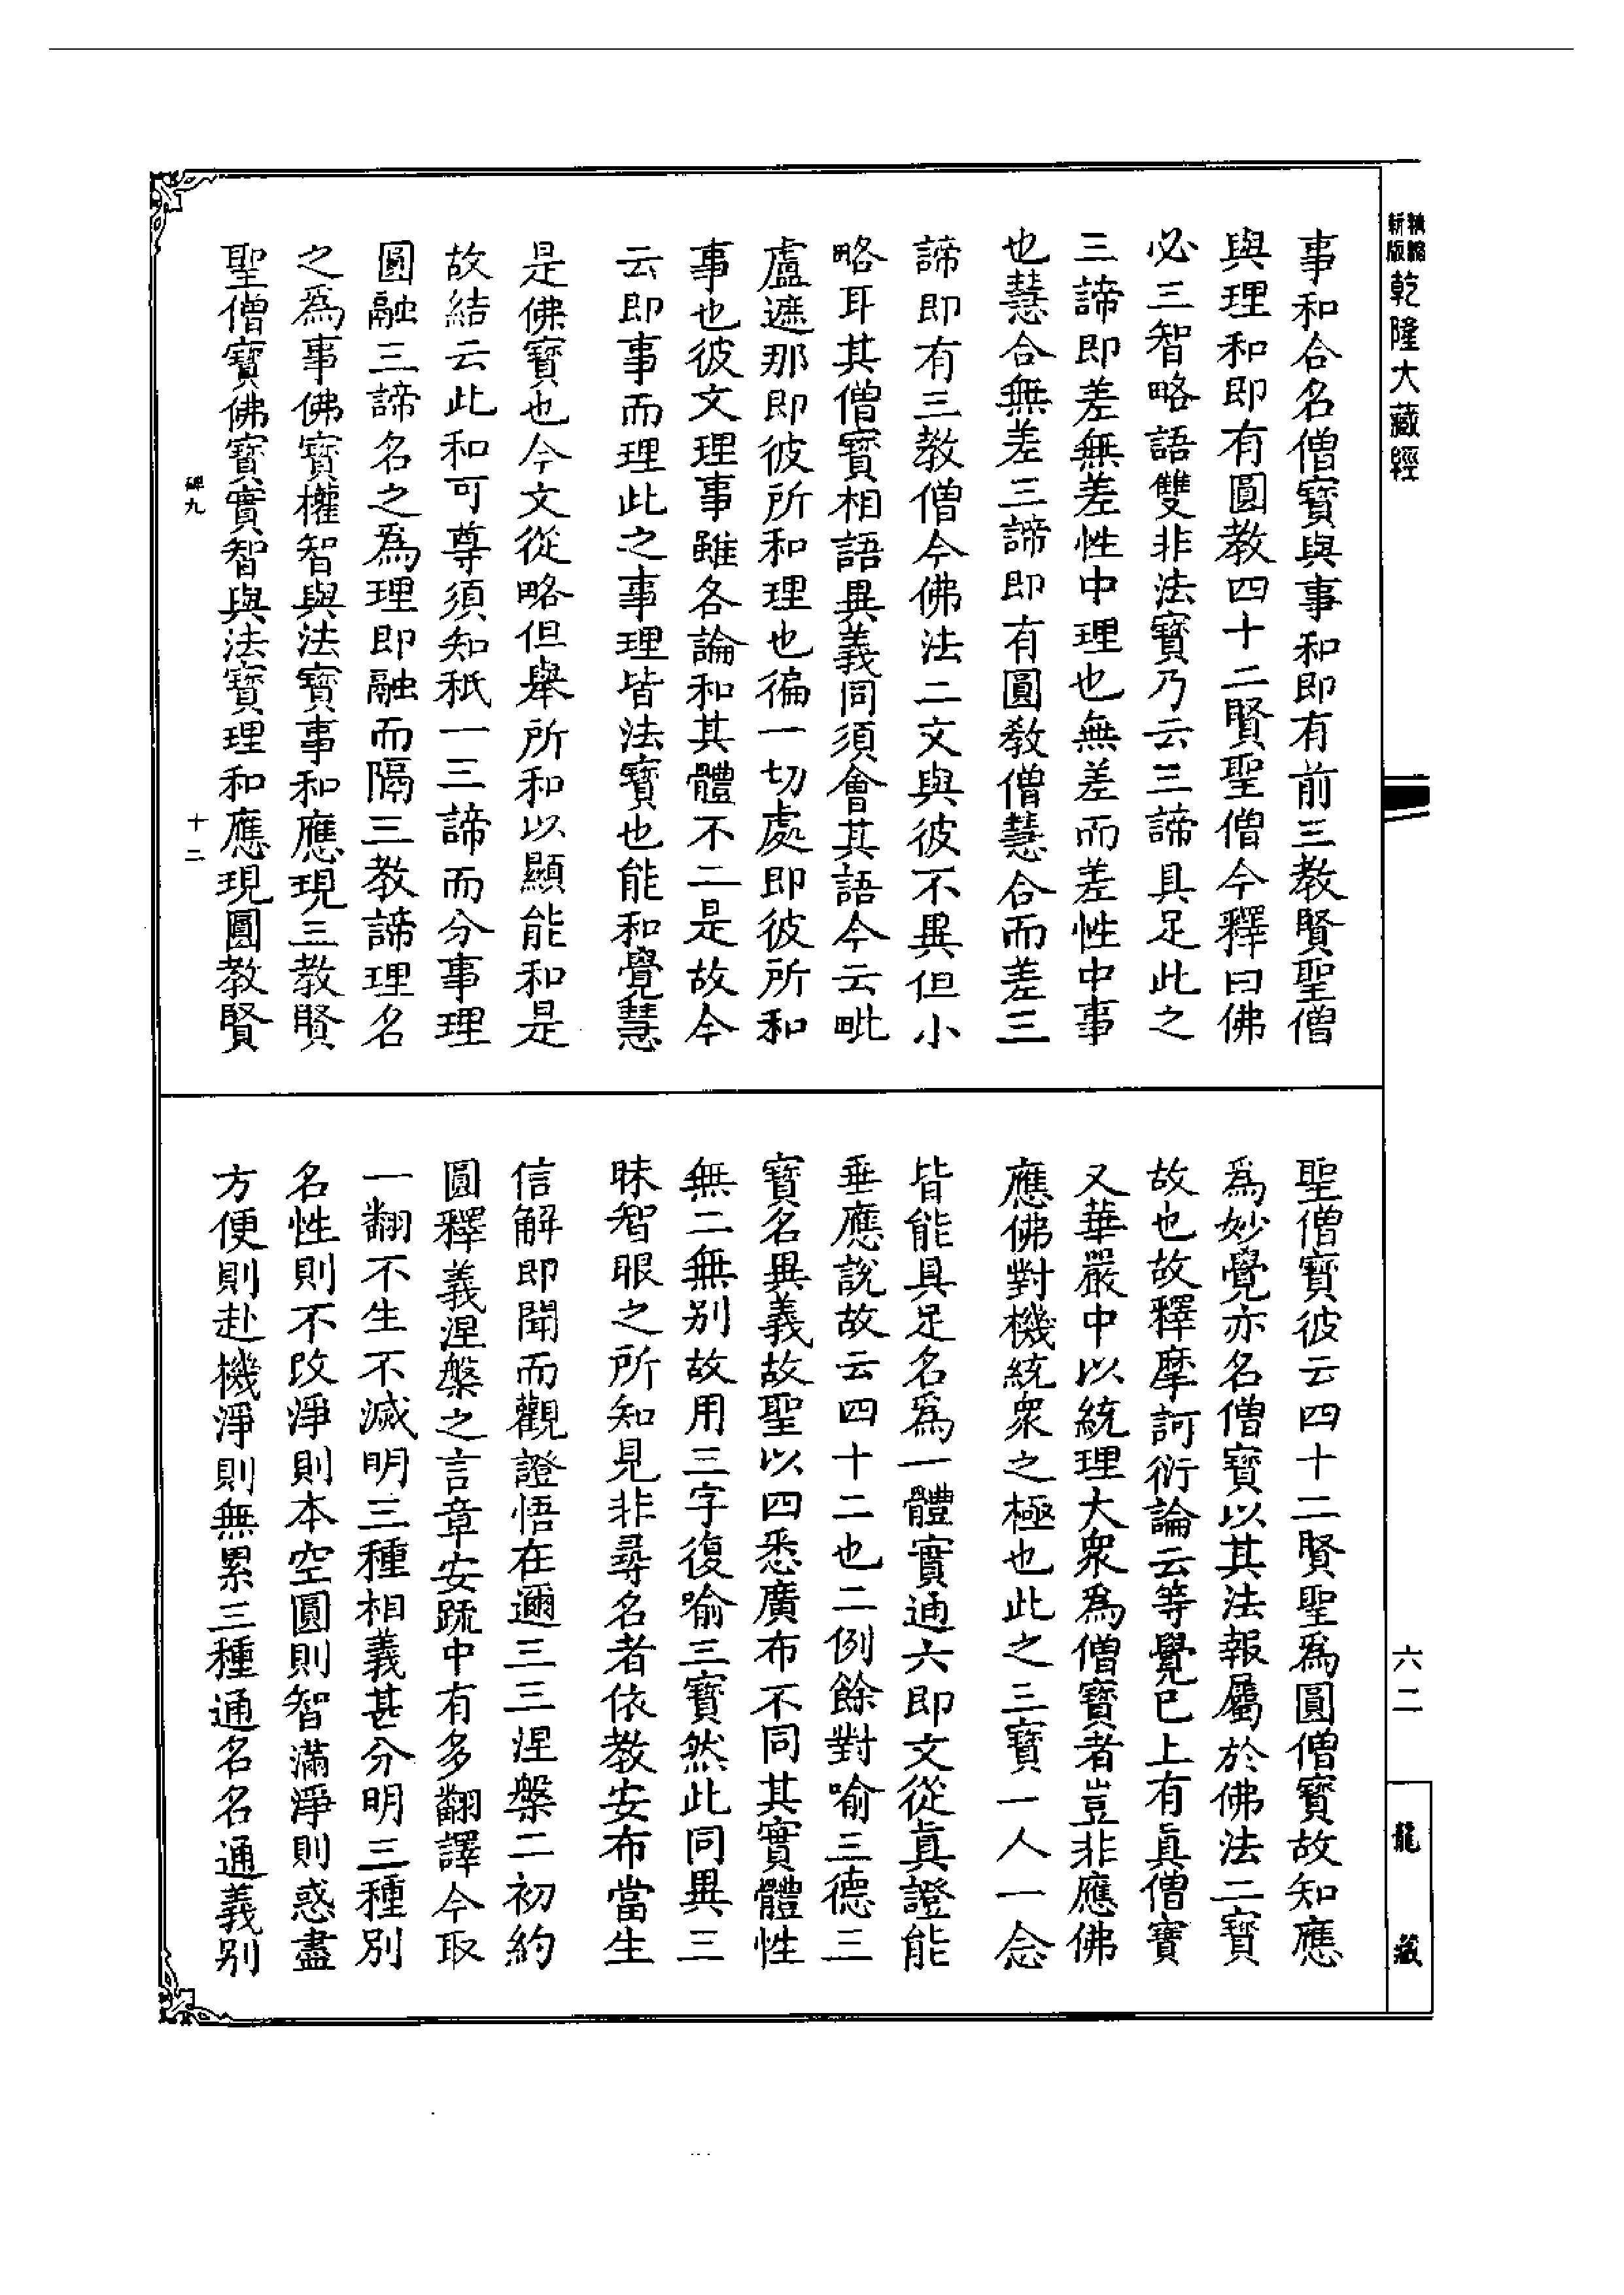 新版
精縮
乾隆大藏經
六二
龍藏
事和合名僧寶與事和即有前三教賢聖僧
與理和即有圓教四十二賢聖僧今釋曰佛
必三智略語雙非法寶乃云三諦具足此之
三諦即差無差性中理也無差而差性中事
也慧合無差三諦即有圓教僧慧合而差三
諦即有三教僧今佛法二文與彼不異但小
略耳其僧寶相語異義同須會其語今云毗
盧遮那即彼所和理也徧一切處即彼所和
事也彼文理事雖各論和其體不二是故今
云即事而理此之事理皆法寶也能和覺慧
是佛寶也今文從略但舉所和以顯能和是
故結云此和可尊須知秖一三諦而分事理
圓融三諦名之爲理即融而隔三教諦理名
之爲事佛寶權智與法寶事和應現三教賢
聖僧寶佛寶實智與法寶理和應現圓教賢
碑九
十二
聖僧寶彼云四十二賢聖爲圓僧寶故知應
爲妙覺亦名僧寶以其法報屬於佛法二寶
故也故釋摩訶衍論云等覺已上有眞僧寶
又華嚴中以統理大衆爲僧寶者豈非應佛
應佛對機統衆之極也此之三寶一人一念
皆能具足名爲一體實通六即文從眞證能
垂應說故云四十二也二例餘對喻三德三
寶名異義故聖以四悉廣布不同其實體性
無二無別故用三字復喻三寶然此同異三
昧智眼之所知見非尋名者依教安布當生
信解即聞而觀證悟在邇三三涅槃二初約
圓釋義涅槃之言章安疏中有多翻譯今取
一翻不生不滅明三種相義甚分明三種別
名性則不改淨則本空圓則智滿淨則惑盡
方便則赴機淨則無累三種通名名通義別